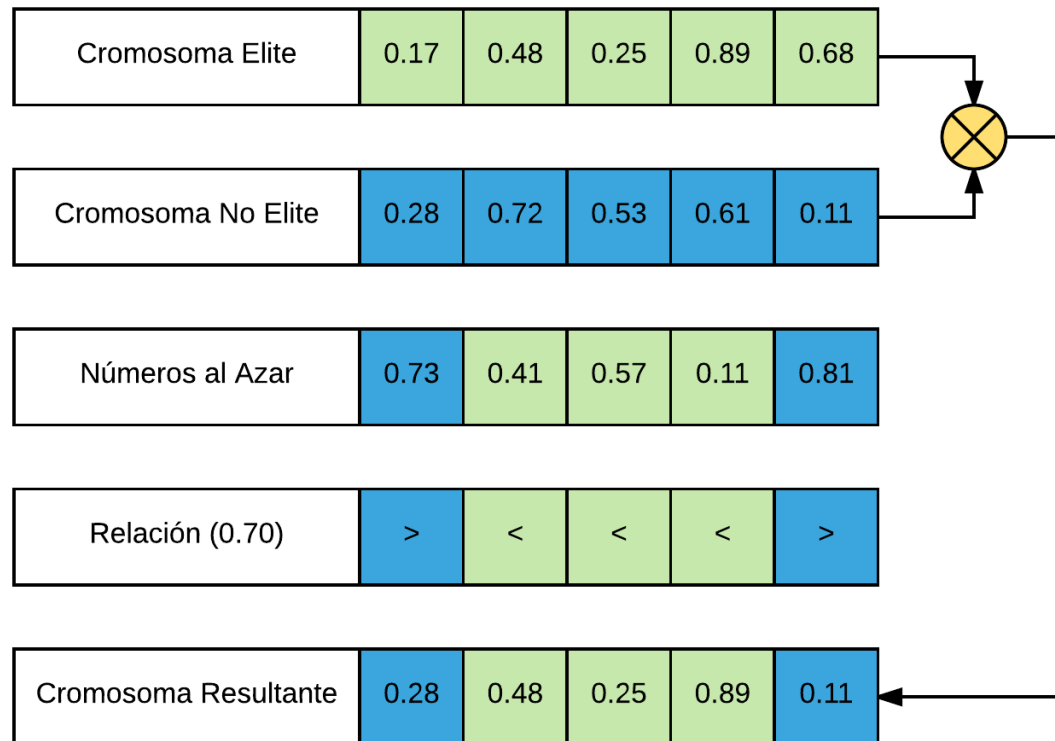 Cromosoma Elite 0.17 0.48 0.25 0.89 0.68
Cromosoma No Elite 0.28 0.72 0.53 0.61 0.11
Números al Azar 0.73 0.41 0.57 0.11 0.81
Relación (0.70) > < < < >
Cromosoma Resultante 0.28 0.48 0.25 0.89 0.11